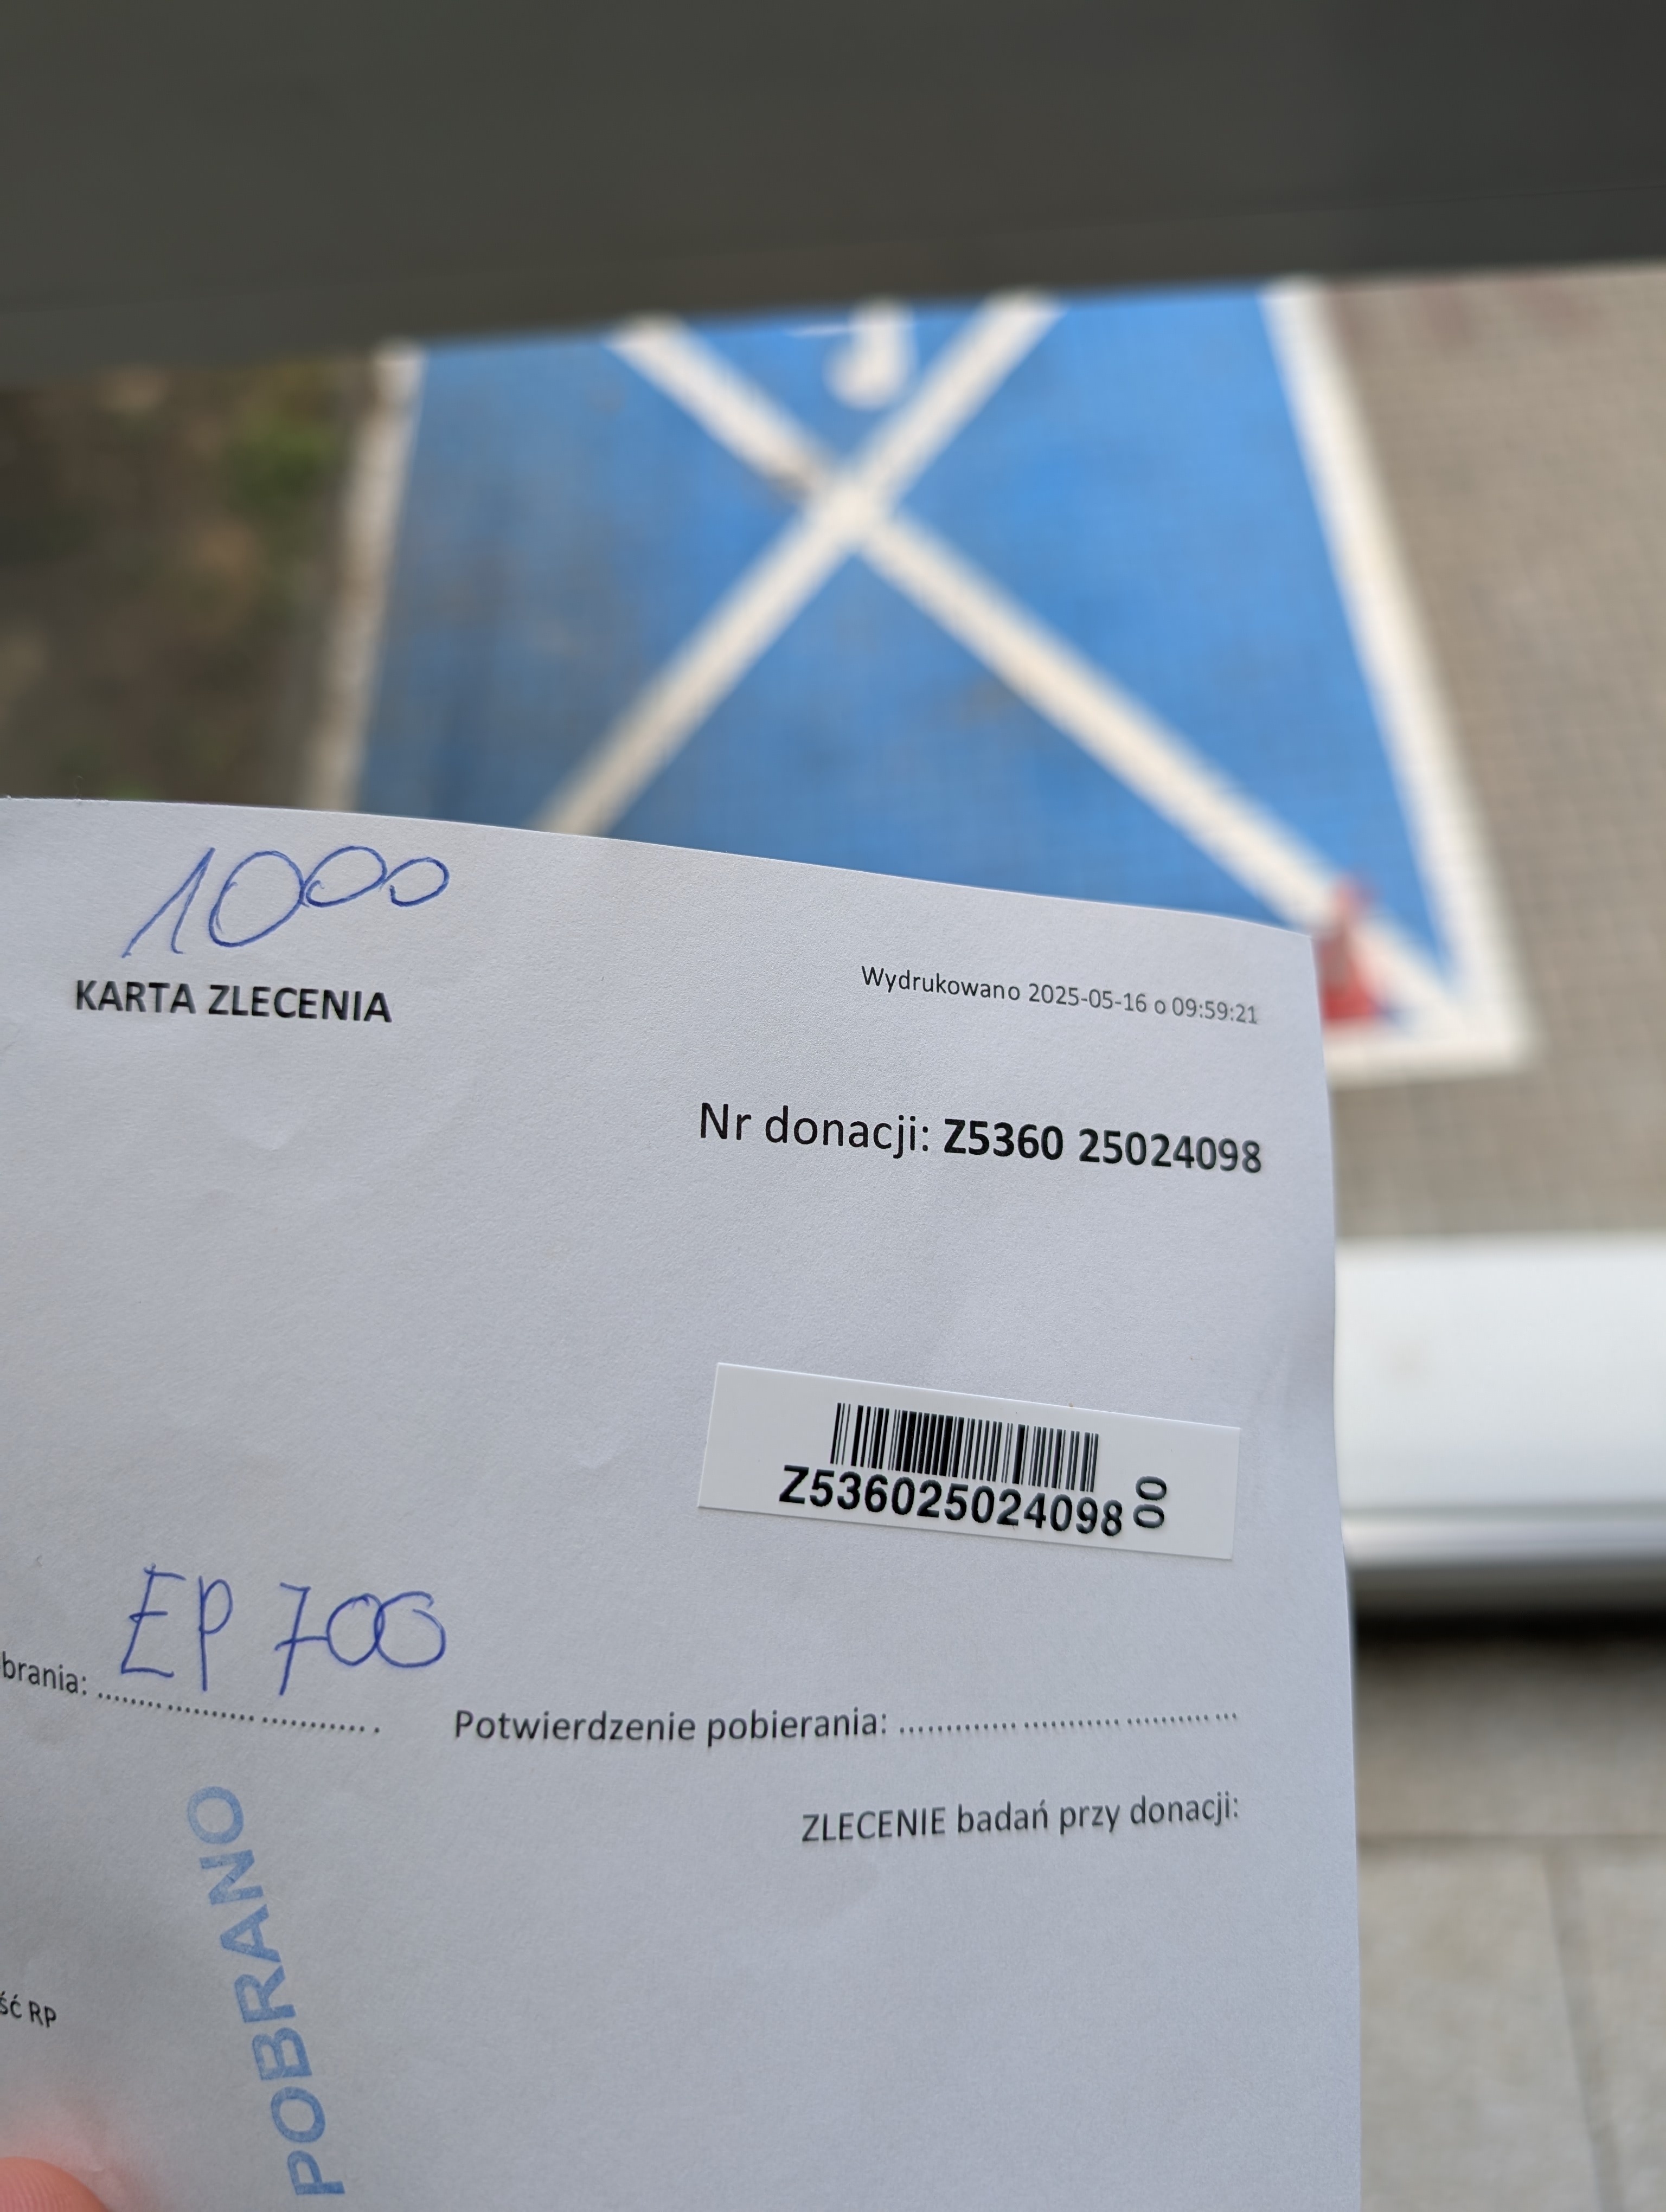 10⁰⁰
KARTA ZLECENIA
Wydrukowano 2025-05-16 o 09:59:21
Nr donacji: Z5360 25024098
Z536025024098 00
EP 700
brania: ..............................
Potwierdzenie pobierania: ..............................
ZLECENIE badań przy donacji:
POBRANO
ść RP